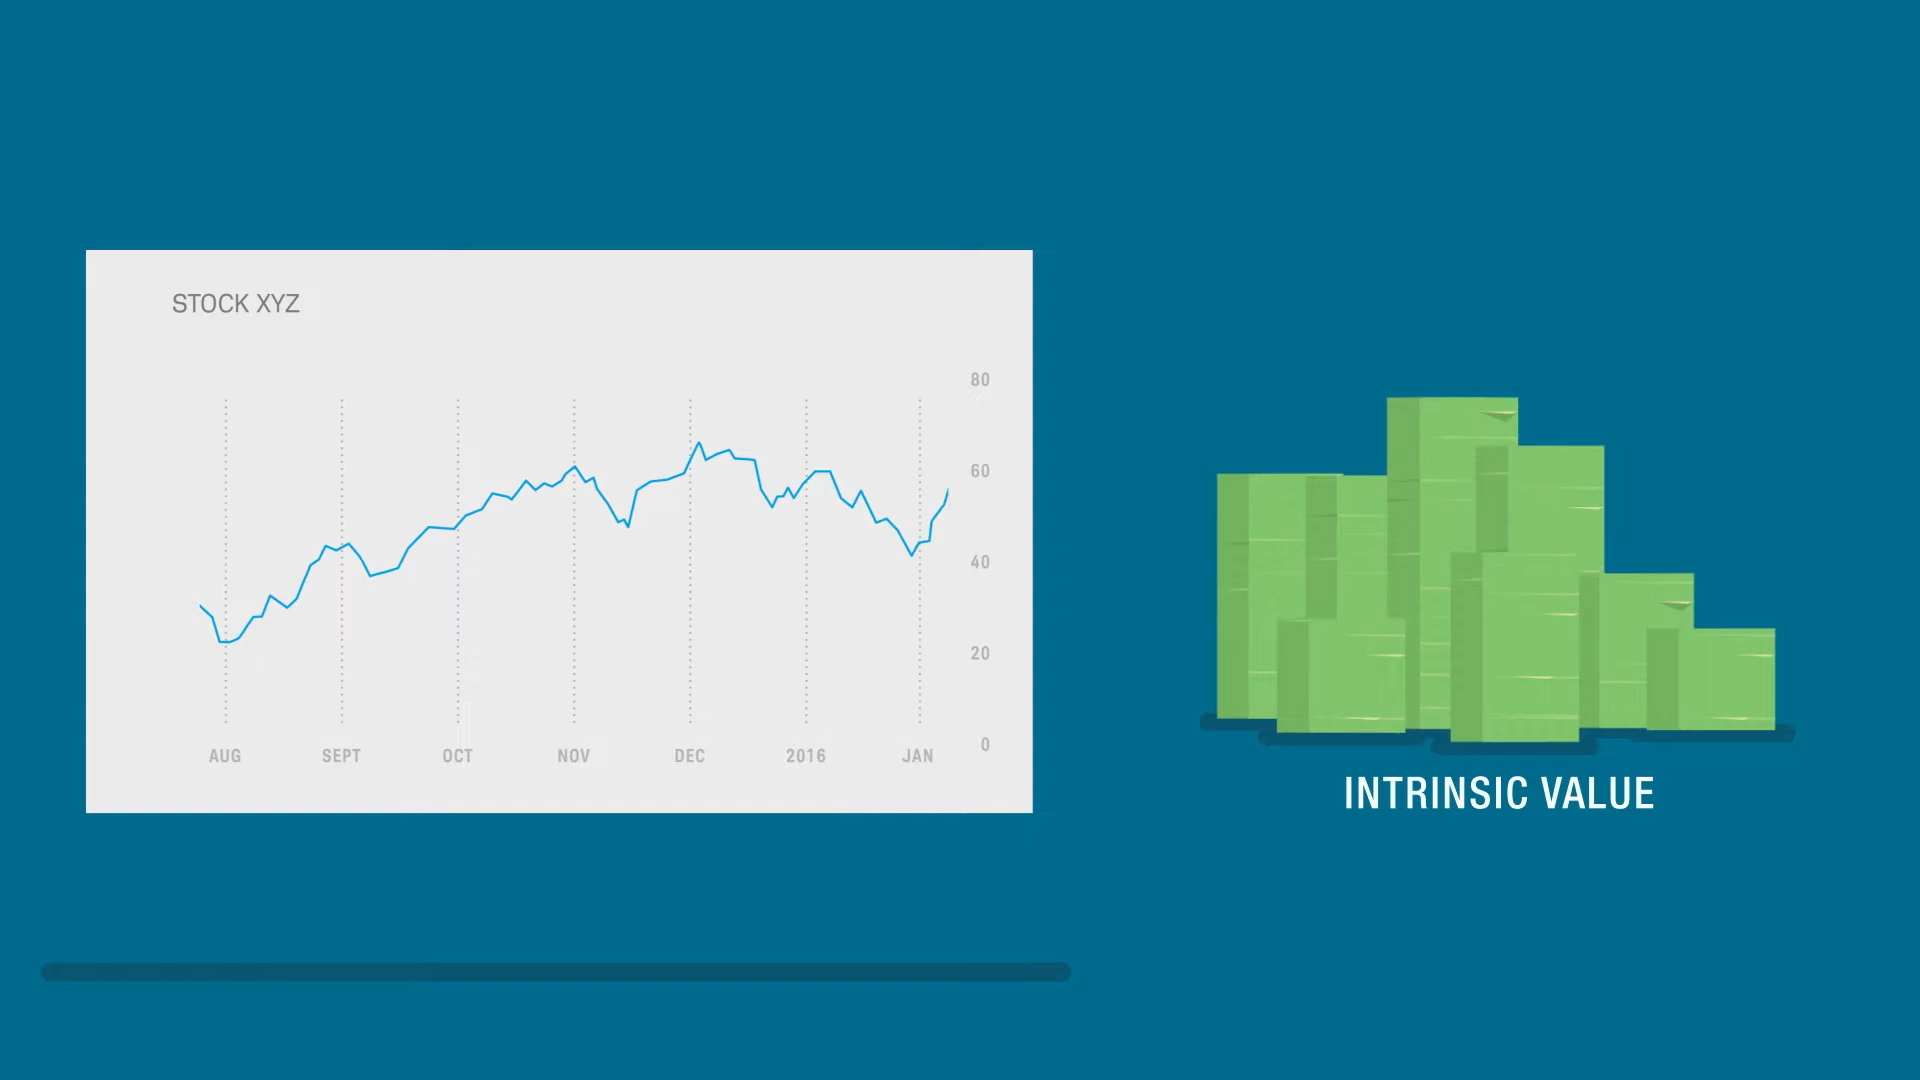 STOCK XYZ
80
60
40
20
0
AUG SEPT OCT NOV DEC 2016 JAN
INTRINSIC VALUE